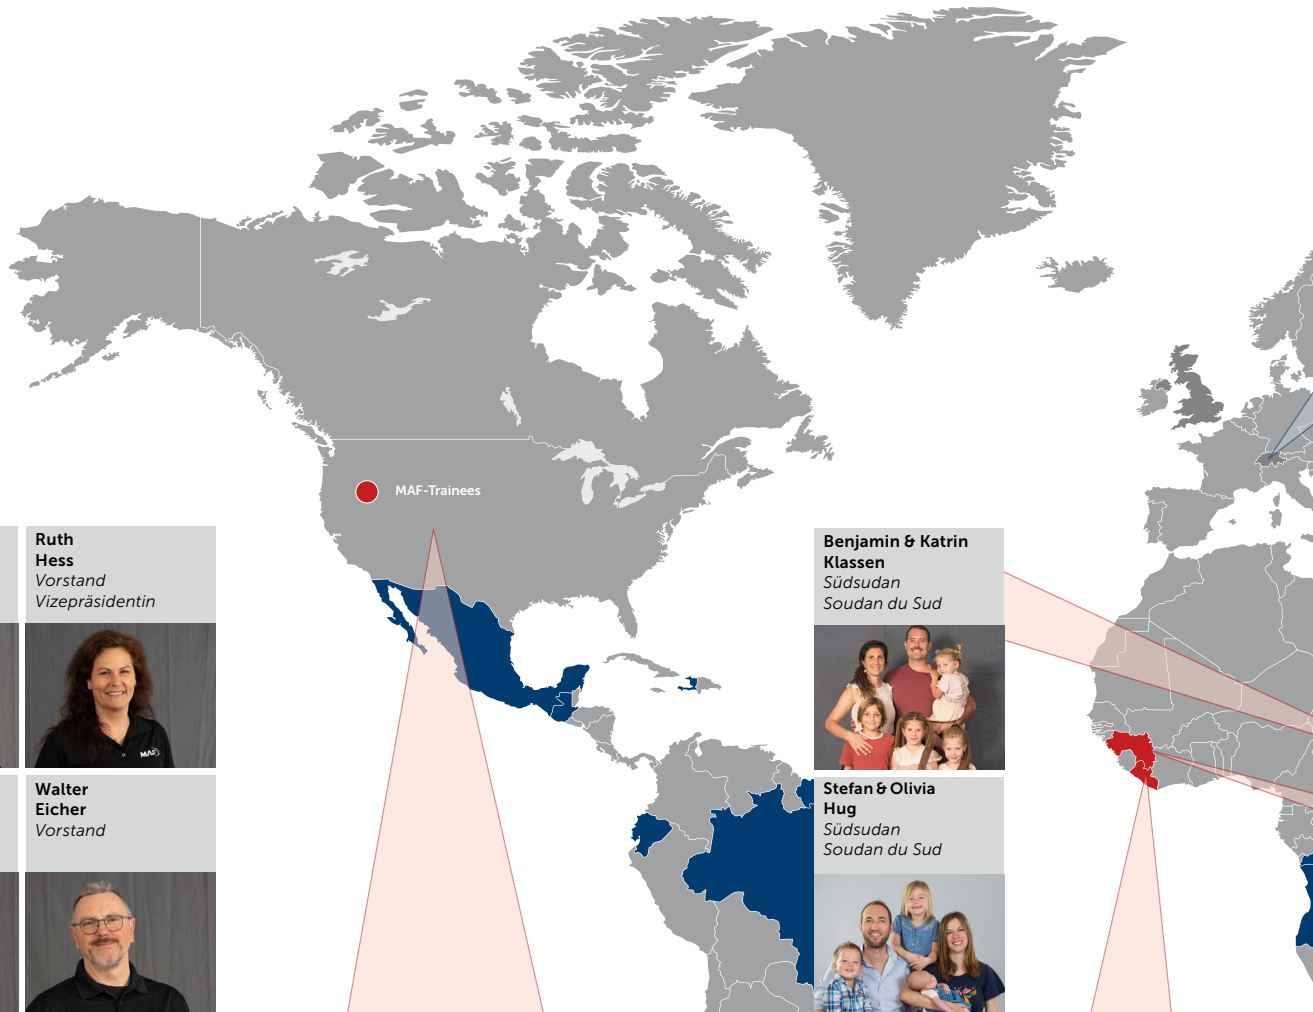 MAF-Trainees
Ruth
Hess
Vorstand
Vizepräsidentin
MAF
Walter
Eicher
Vorstand
Benjamin & Katrin
Klassen
Südsudan
Soudan du Sud
Stefan & Olivia
Hug
Südsudan
Soudan du Sud